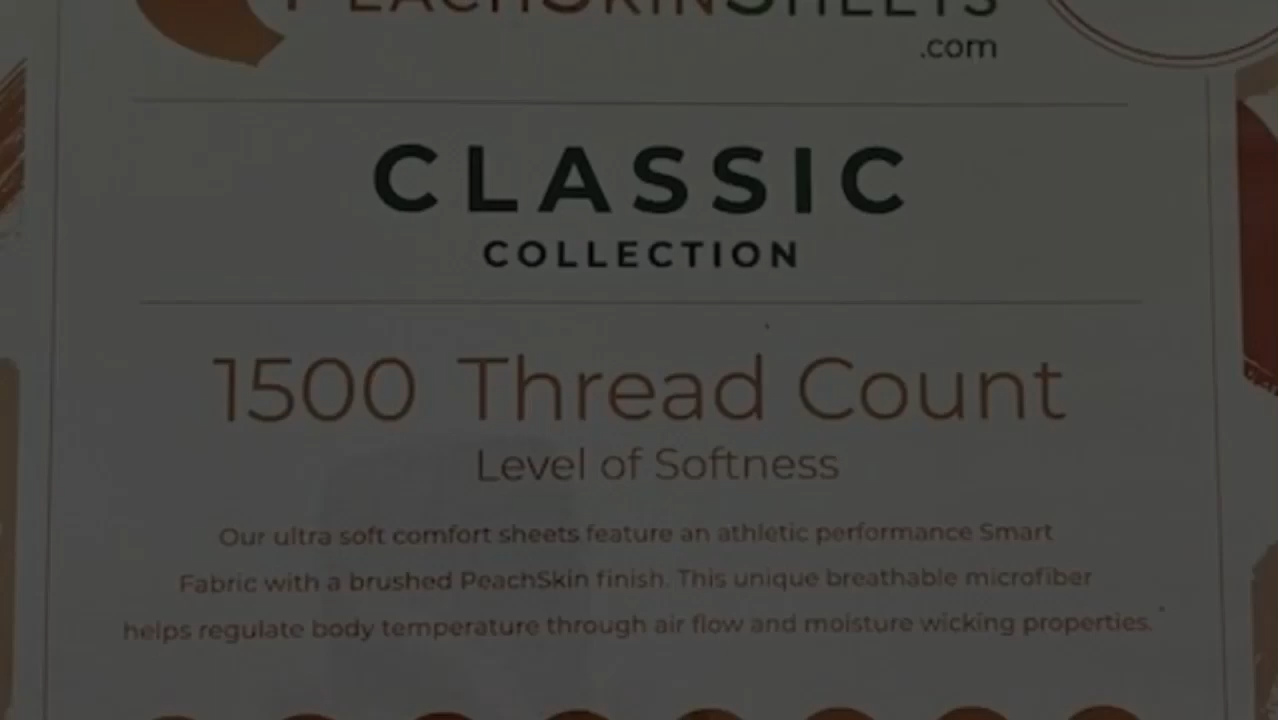 PEACHSKINSHEETS
.com
CLASSIC
COLLECTION
1500 Thread Count
Level of Softness
Our ultra soft comfort sheets feature an athletic performance Smart
Fabric with a brushed PeachSkin finish. This unique breathable microfiber
helps regulate body temperature through air flow and moisture wicking properties.